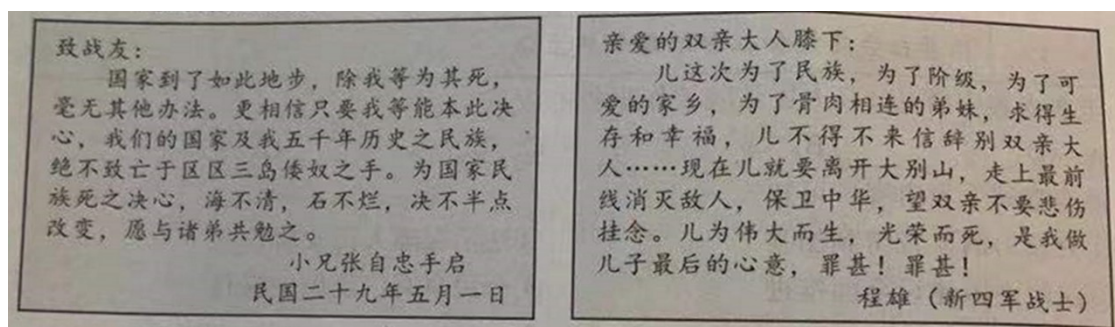 致战友：
国家到了如此地步，除我等为其死，
毫无其他办法。更相信只要我等能本此决
心，我们的国家及我五千年历史之民族，
绝不致亡于区区三岛倭奴之手。为国家民
族死之决心，海不清，石不烂，决不半点
改变，愿与诸弟共勉之。
小兄张自忠手启
民国二十九年五月一日
亲爱的双亲大人膝下：
儿这次为了民族，为了阶级，为了可
爱的家乡，为了骨肉相连的弟妹，求得生
存和幸福，儿不得不来信辞别双亲大
人……现在儿就要离开大别山，走上最前
线消灭敌人，保卫中华，望双亲不要悲伤
挂念。儿为伟大而生，光荣而死，是我做
儿子最后的心意，罪甚！罪甚！
程雄（新四军战士）